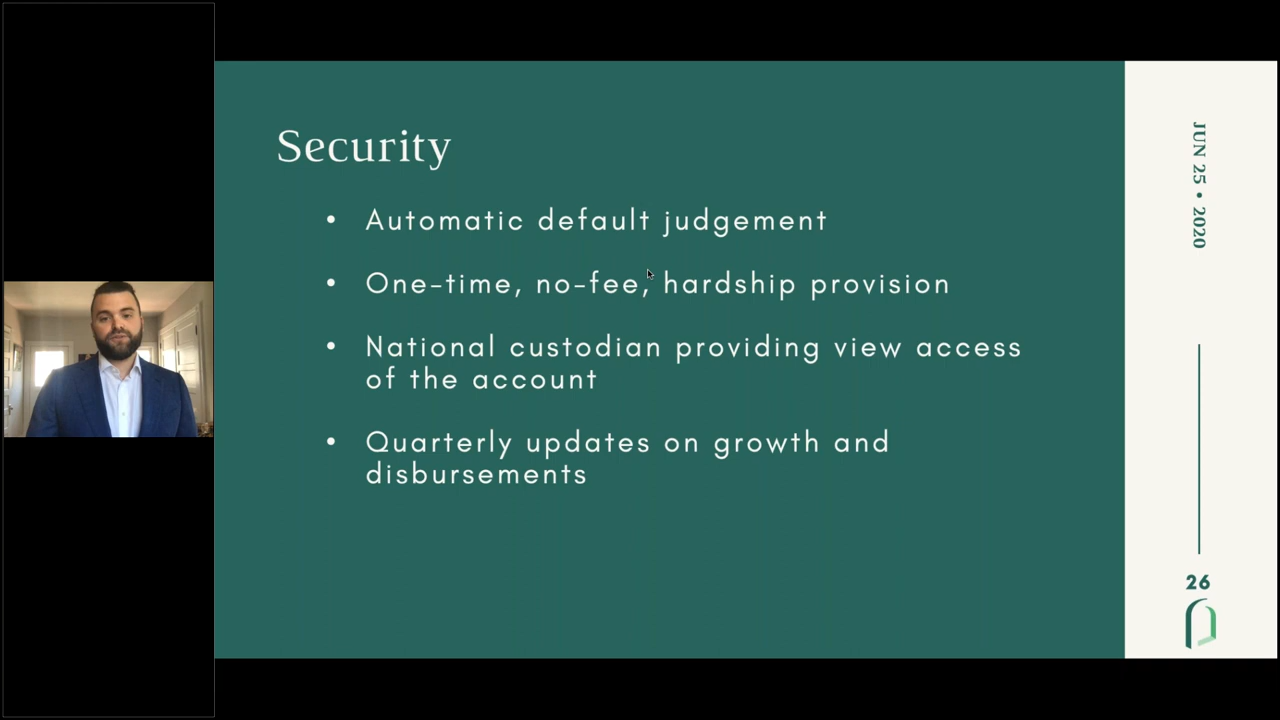 Security
• Automatic default judgement
• One-time, no-fee, hardship provision
• National custodian providing view access
of the account
• Quarterly updates on growth and
disbursements
JUN 25 • 2020
26